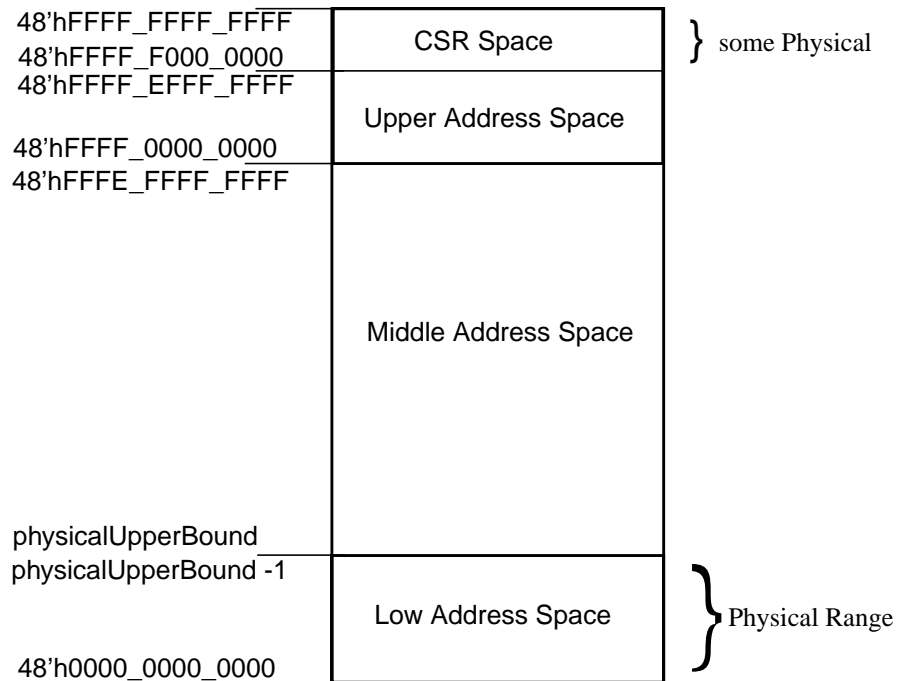 48'hFFFF_FFFF_FFFF
CSR Space
} some Physical
48'hFFFF_F000_0000
48'hFFFF_EFFF_FFFF
Upper Address Space
48'hFFFF_0000_0000
48'hFFFE_FFFF_FFFF
Middle Address Space
physicalUpperBound
physicalUpperBound -1
Low Address Space
} Physical Range
48'h0000_0000_0000